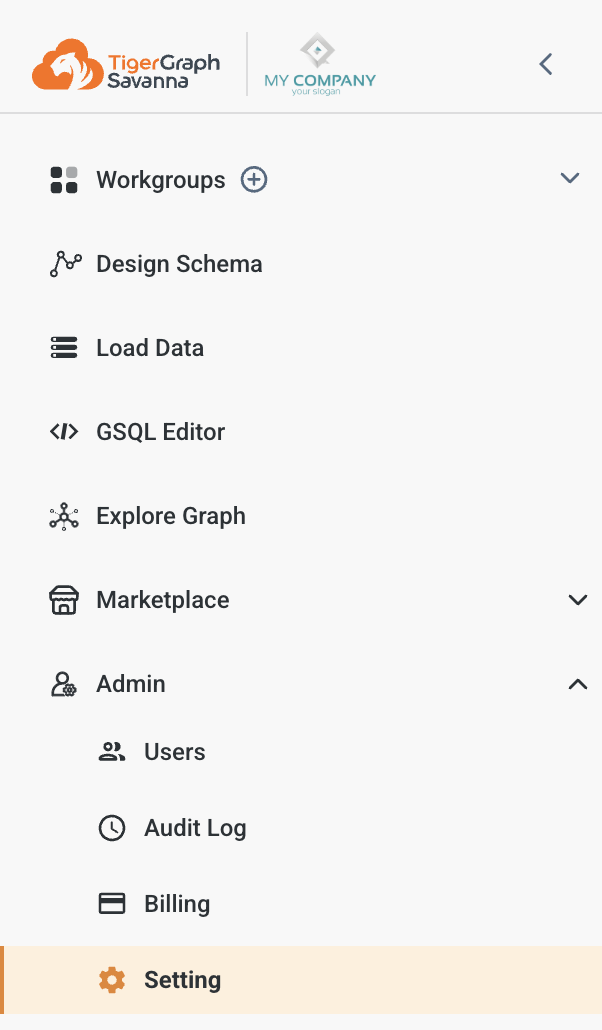 TigerGraph
Savanna
MY COMPANY
your slogan
Workgroups
Design Schema
Load Data
GSQL Editor
Explore Graph
Marketplace
Admin
Users
Audit Log
Billing
Setting